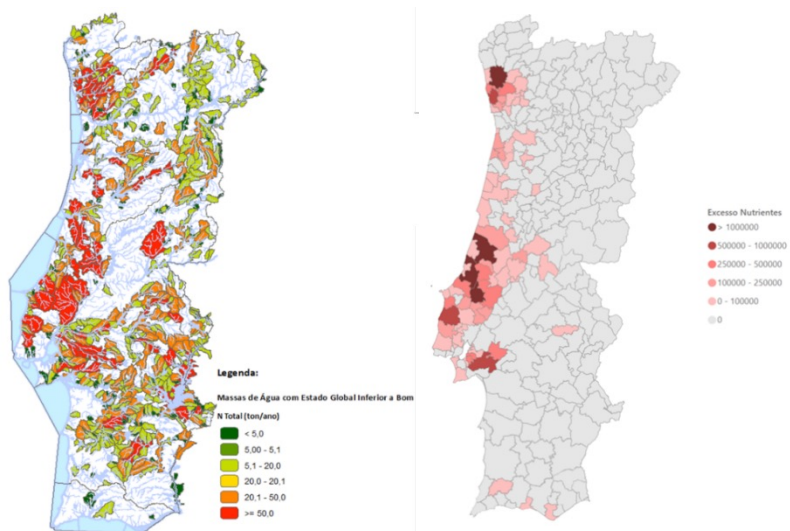 Legenda:
Massas de Água com Estado Global Inferior a Bom
N Total (ton/ano)
< 5,0
5,00 - 5,1
5,1 - 20,0
20,0 - 20,1
20,1 - 50,0
>= 50,0
Excesso Nutrientes
> 1000000
500000 - 1000000
250000 - 500000
100000 - 250000
0 - 100000
0